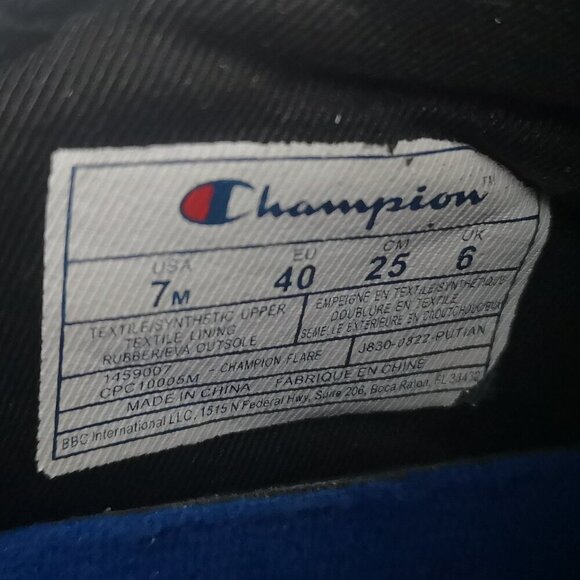 Champion™
USA EU CM UK
7M 40 25 6
TEXTILE/SYNTHETIC UPPER
TEXTILE LINING
RUBBER/EVA OUTSOLE
EMPEIGNE EN TEXTILE/SYNTHETIQUE
DOUBLURE EN TEXTILE
SEMELLE EXTERIEURE EN CAOUTCHOUC/EVA
1459007
CPC10005M - CHAMPION FLARE
J830-0822-PUTIAN
MADE IN CHINA FABRIQUE EN CHINE
BBC International LLC, 1515 N Federal Hwy, Suite 206, Boca Raton, FL 33432